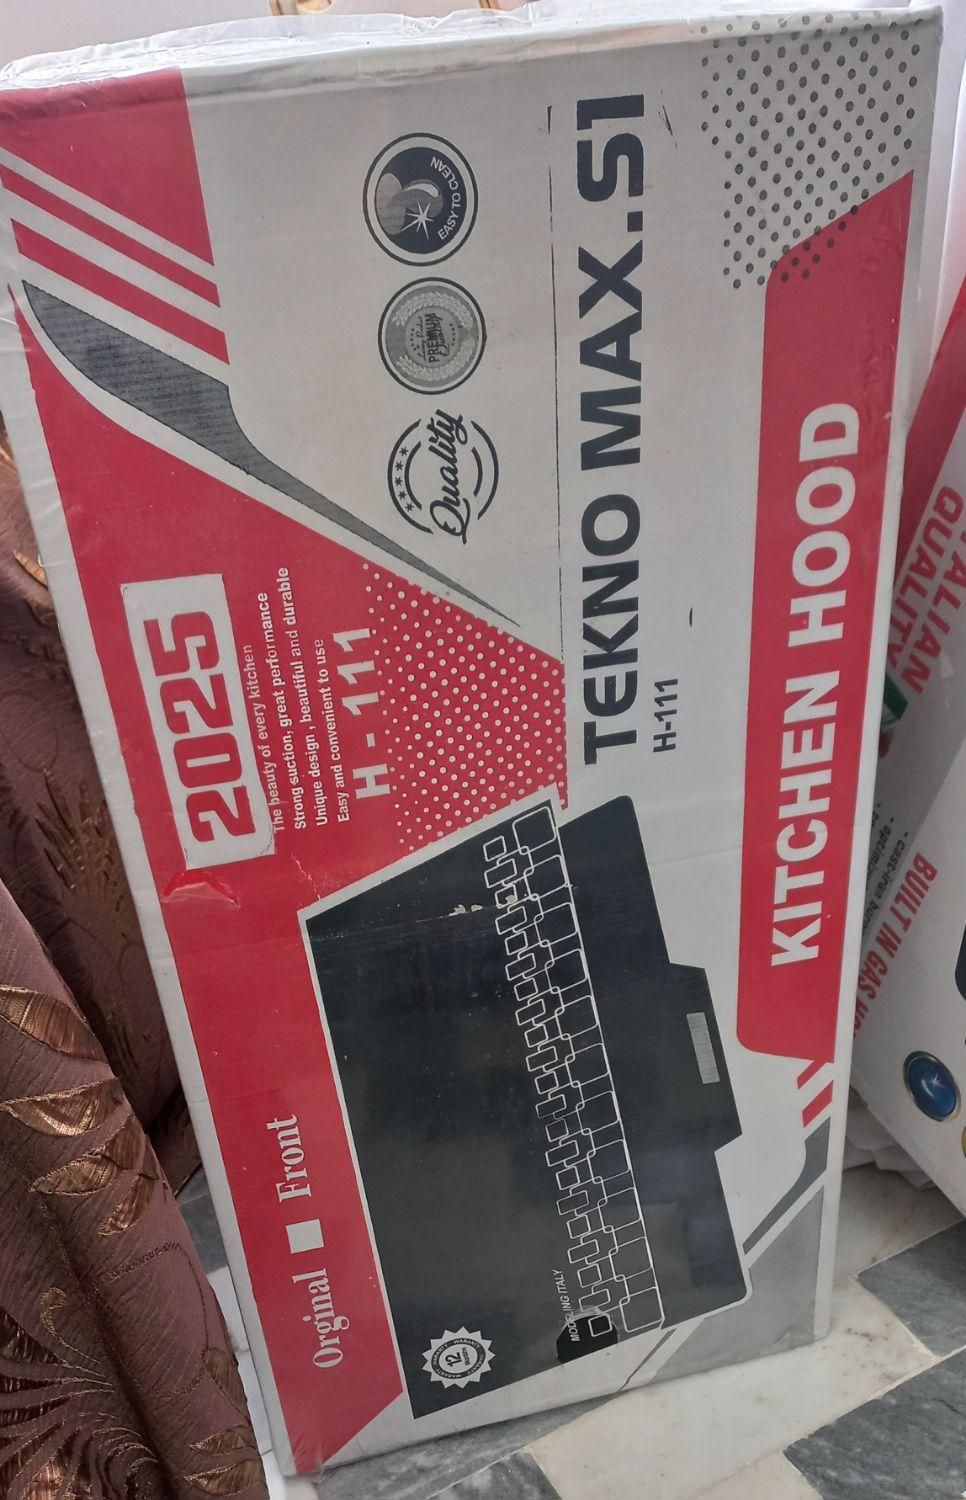 2025
The beauty of every kitchen
Strong suction, great performance
Unique design , beautiful and durable
Easy and convenient to use
H - 111
EASY TO CLEAN
PREMIUM
Quality
TEKNO MAX.S1
H-111
KITCHEN HOOD
Orginal Front
MODELING ITALY
WARRANTY
12
Months
ITALIAN
QUALITY
BUILT IN GAS